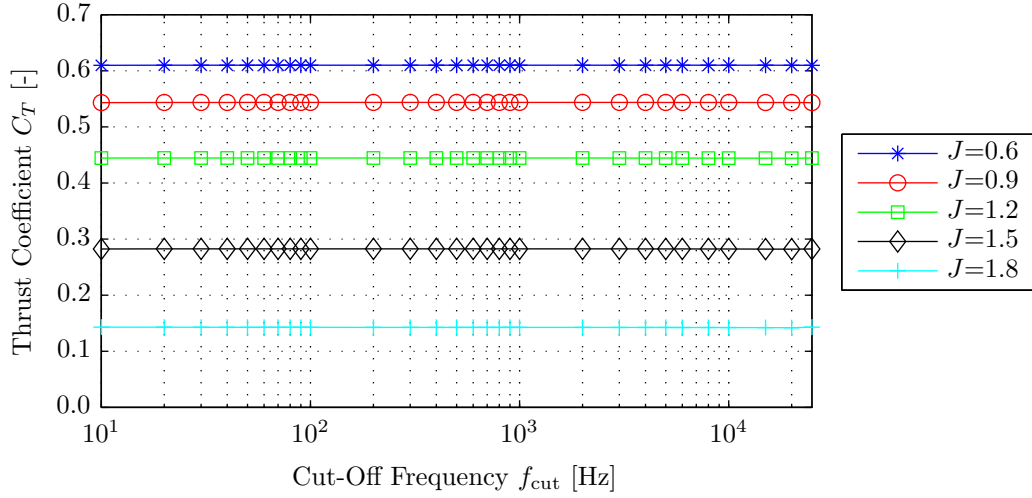 0.7
0.6
0.5
0.4
0.3
0.2
0.1
0.0
Thrust Coefficient C_T [-]
10^1
10^2
10^3
10^4
Cut-Off Frequency f_cut [Hz]
J=0.6
J=0.9
J=1.2
J=1.5
J=1.8